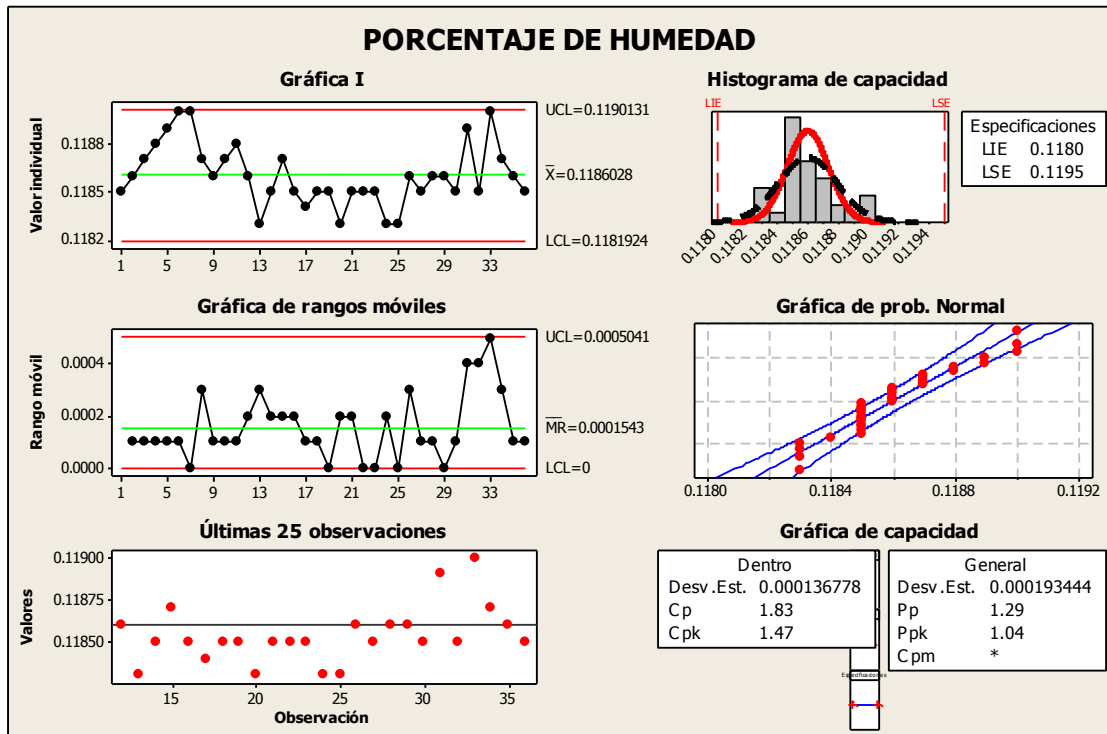 PORCENTAJE DE HUMEDAD
Gráfica I
Valor individual
0.1188
0.1185
0.1182
1 5 9 13 17 21 25 29 33
UCL=0.1190131
X=0.1186028
LCL=0.1181924
Histograma de capacidad
LIE LSE
0.1180 0.1182 0.1184 0.1186 0.1188 0.1190 0.1192 0.1194
Especificaciones
LIE 0.1180
LSE 0.1195
Gráfica de rangos móviles
Rango móvil
0.0004
0.0002
0.0000
1 5 9 13 17 21 25 29 33
UCL=0.0005041
MR=0.0001543
LCL=0
Gráfica de prob. Normal
0.1180 0.1184 0.1188 0.1192
Últimas 25 observaciones
Valores
0.11900
0.11875
0.11850
15 20 25 30 35
Observación
Gráfica de capacidad
Dentro
Desv.Est. 0.000136778
Cp 1.83
Cpk 1.47
General
Desv.Est. 0.000193444
Pp 1.29
Ppk 1.04
Cpm *
Especificaciones